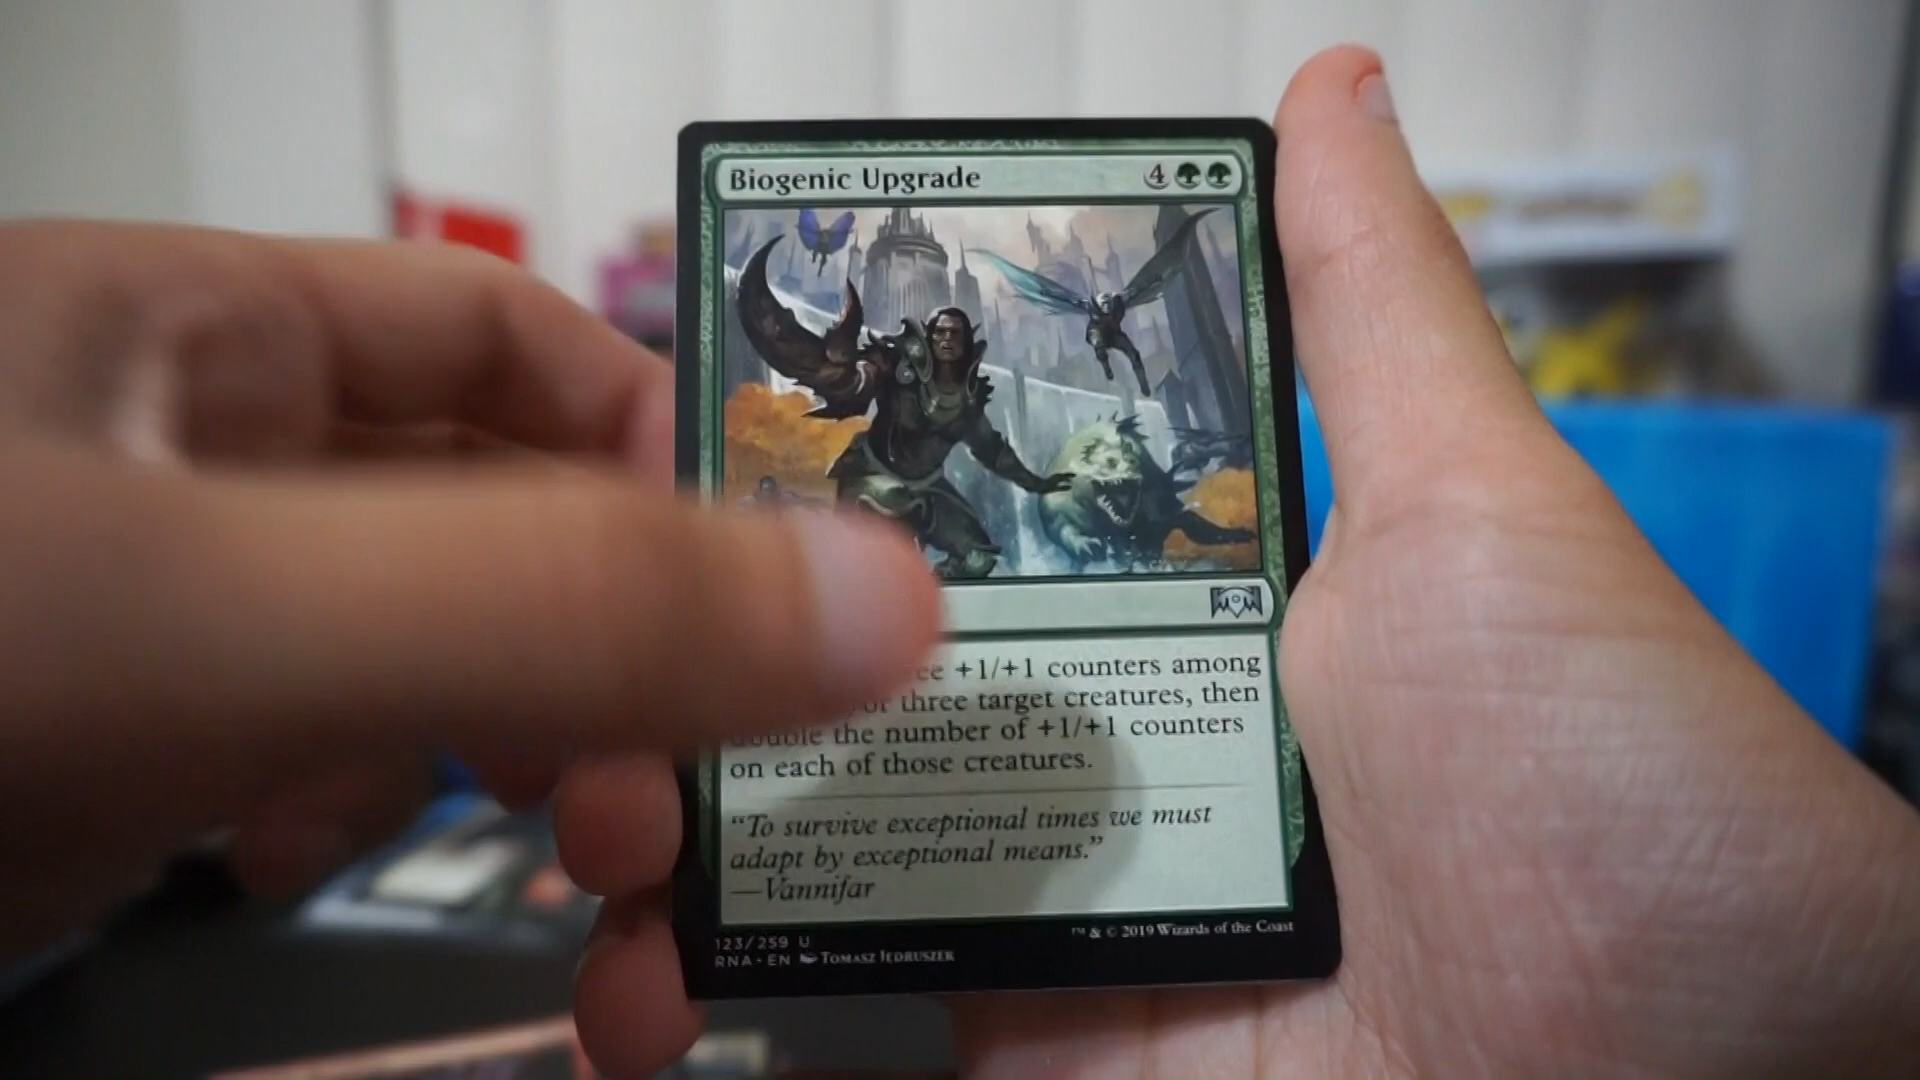 Biogenic Upgrade 4
+1/+1 counters among
or three target creatures, then
double the number of +1/+1 counters
on each of those creatures.
"To survive exceptional times we must
adapt by exceptional means."
—Vannifar
123/259 U
RNA • EN Tomasz Jedruszek
™ & © 2019 Wizards of the Coast